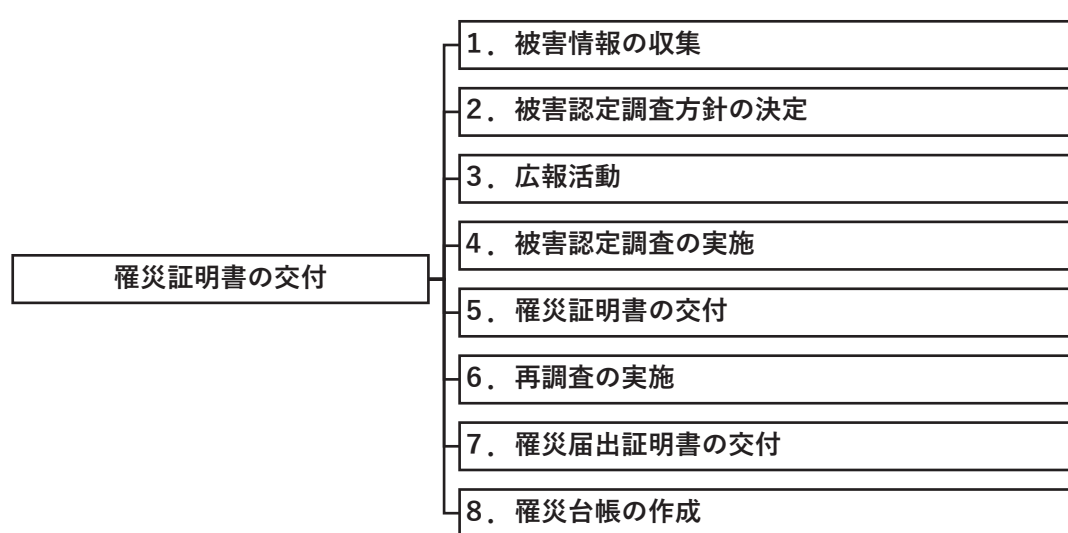 罹災証明書の交付
1．被害情報の収集
2．被害認定調査方針の決定
3．広報活動
4．被害認定調査の実施
5．罹災証明書の交付
6．再調査の実施
7．罹災届出証明書の交付
8．罹災台帳の作成